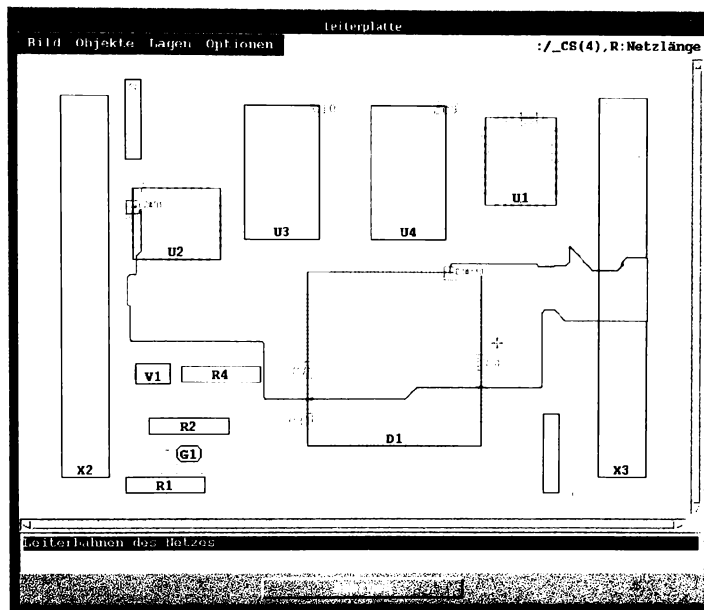 Leiterplatte
Bild Objekte Lagen Optionen
:/_CS(4),R:Netzlänge
U3
U4
U1
U2
V1
R4
R2
G1
R1
D1
X2
X3
Leiterbahnen des Netzes